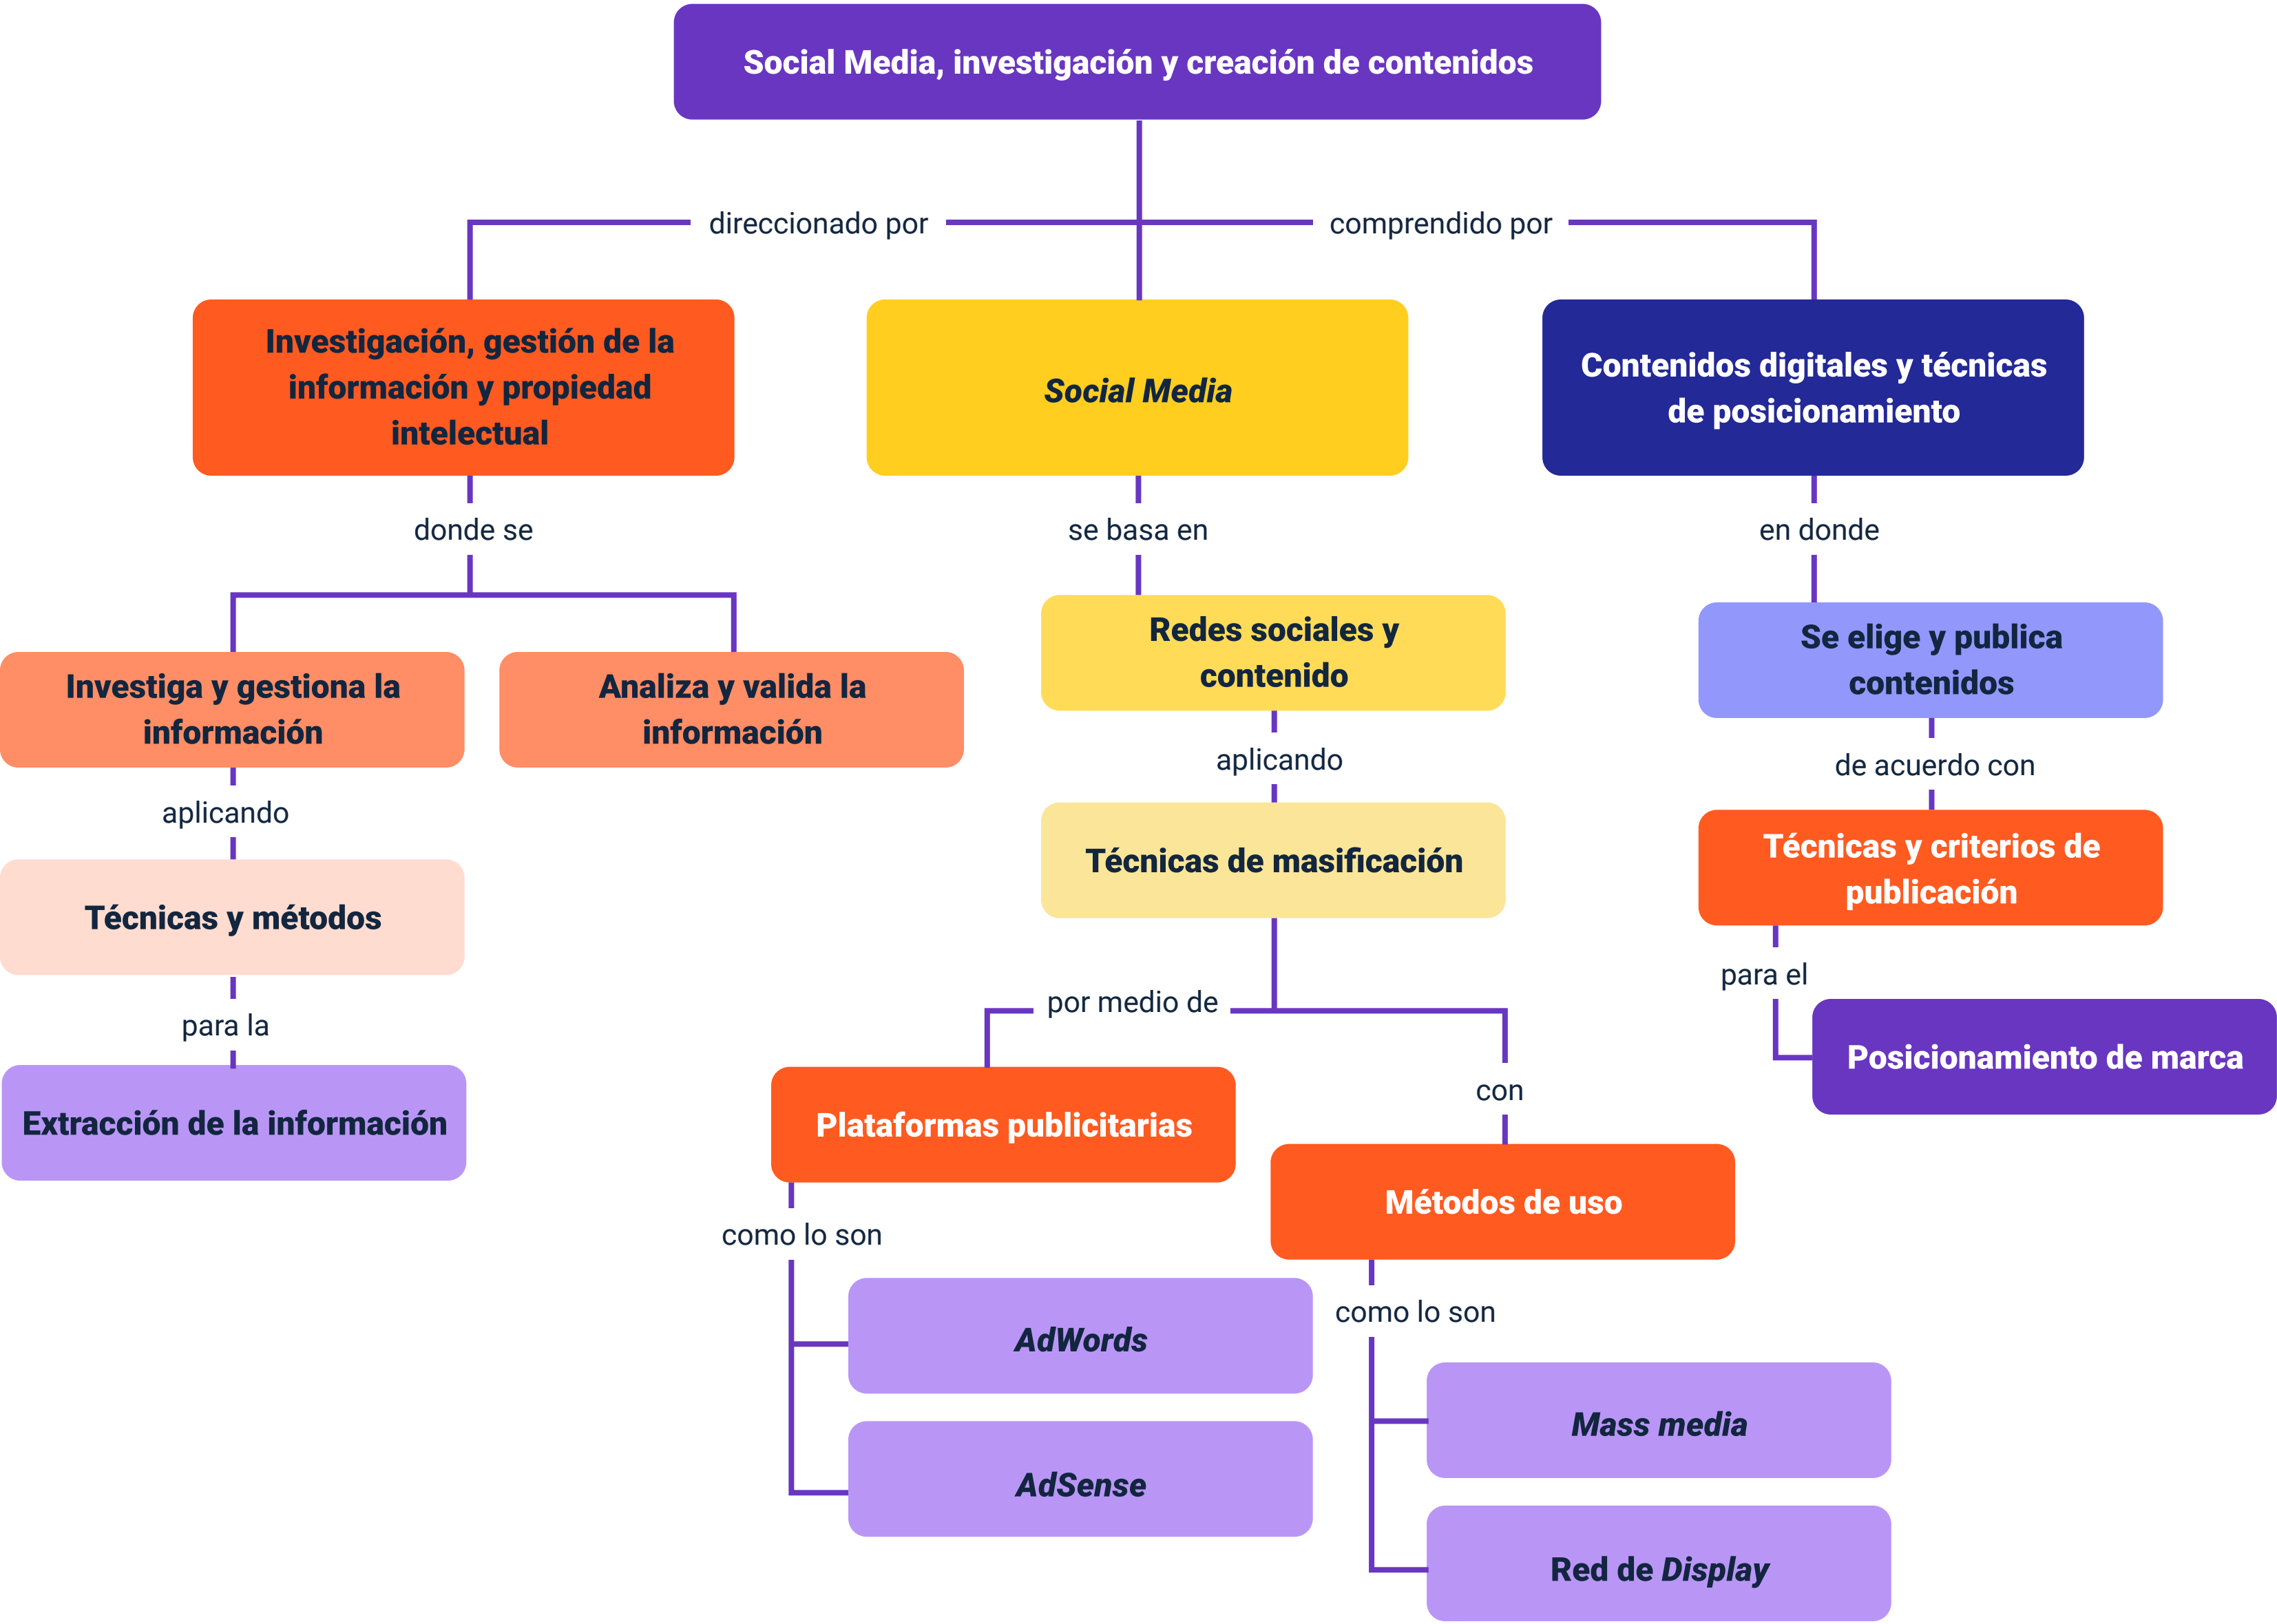 Social Media, investigación y creación de contenidos
direccionado por
comprendido por
Investigación, gestión de la
información y propiedad
intelectual
Social Media
Contenidos digitales y técnicas
de posicionamiento
donde se
se basa en
en donde
Investiga y gestiona la
información
Analiza y valida la
información
Redes sociales y
contenido
Se elige y publica
contenidos
aplicando
aplicando
de acuerdo con
Técnicas y métodos
Técnicas de masificación
Técnicas y criterios de
publicación
para la
por medio de
para el
Extracción de la información
Plataformas publicitarias
con
Posicionamiento de marca
Métodos de uso
como lo son
como lo son
AdWords
AdSense
Mass media
Red de Display